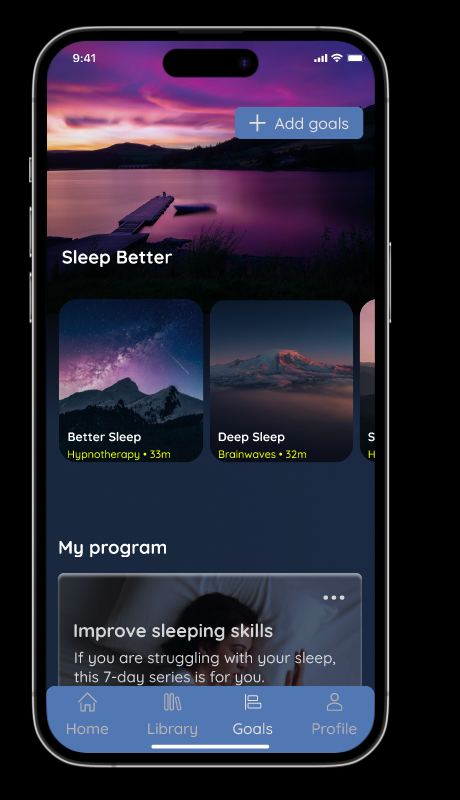 9:41
Add goals
Sleep Better
Better Sleep
Hypnotherapy • 33m
Deep Sleep
Brainwaves • 32m
S
H
My program
Improve sleeping skills
If you are struggling with your sleep,
this 7-day series is for you.
Home
Library
Goals
Profile